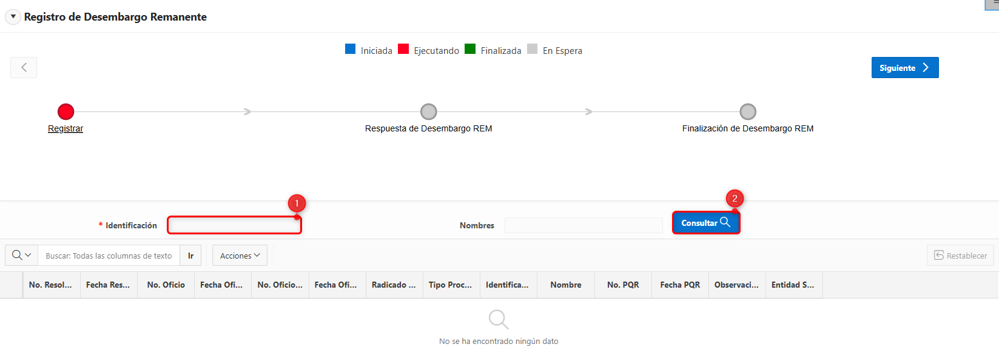 Registro de Desembargo Remanente
Iniciada Ejecutando Finalizada En Espera
Siguiente
Registrar Respuesta de Desembargo REM Finalización de Desembargo REM
1 2
* Identificación Nombres Consultar
Buscar: Todas las columnas de texto Ir Acciones Restablecer
No. Resol... Fecha Res... No. Oficio Fecha Ofi... No. Oficio... Fecha Ofi... Radicado ... Tipo Proc... Identifica... Nombre No. PQR Fecha PQR Observaci... Entidad S...
No se ha encontrado ningún dato